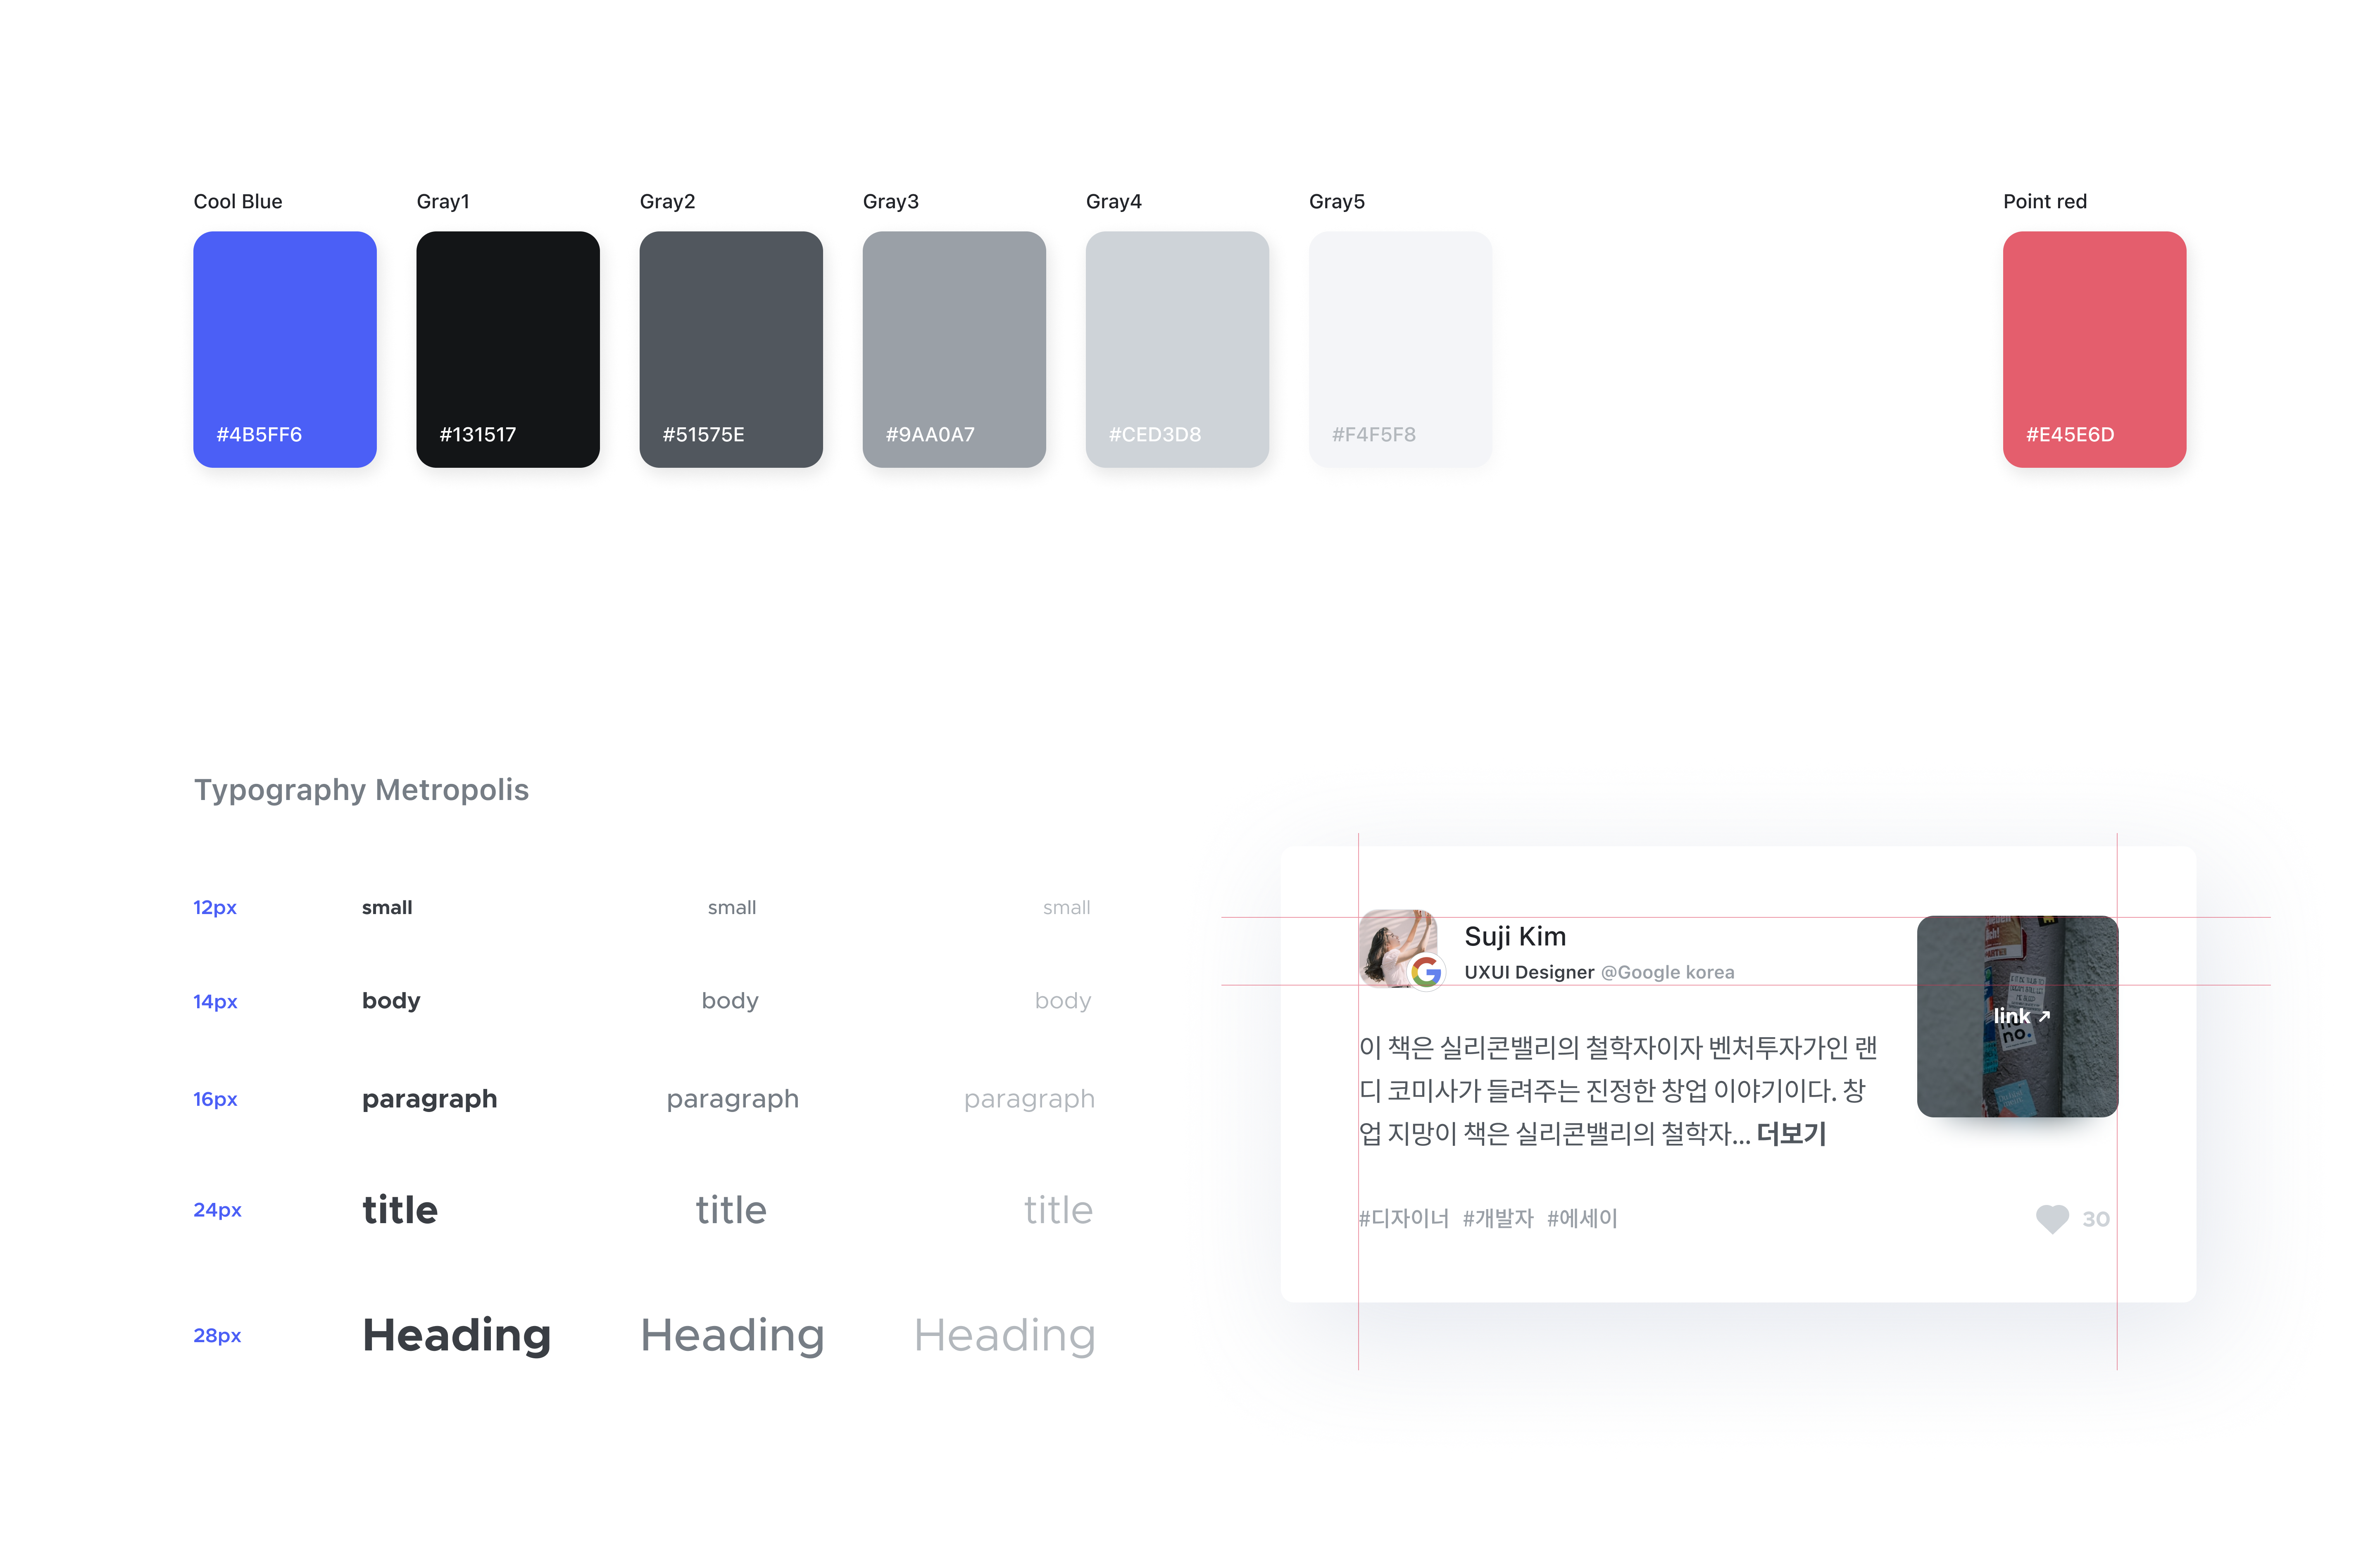 Cool Blue
Gray1
Gray2
Gray3
Gray4
Gray5
Point red
#4B5FF6
#131517
#51575E
#9AA0A7
#CED3D8
#F4F5F8
#E45E6D
Typography Metropolis
12px small small small
14px body body body
16px paragraph paragraph paragraph
24px title title title
28px Heading Heading Heading
Suji Kim
UXUI Designer @Google korea
이 책은 실리콘밸리의 철학자이자 벤처투자가인 랜
디 코미사가 들려주는 진정한 창업 이야기이다. 창
업 지망이 책은 실리콘밸리의 철학자... 더보기
link ↗
no.
#디자이너 #개발자 #에세이
30